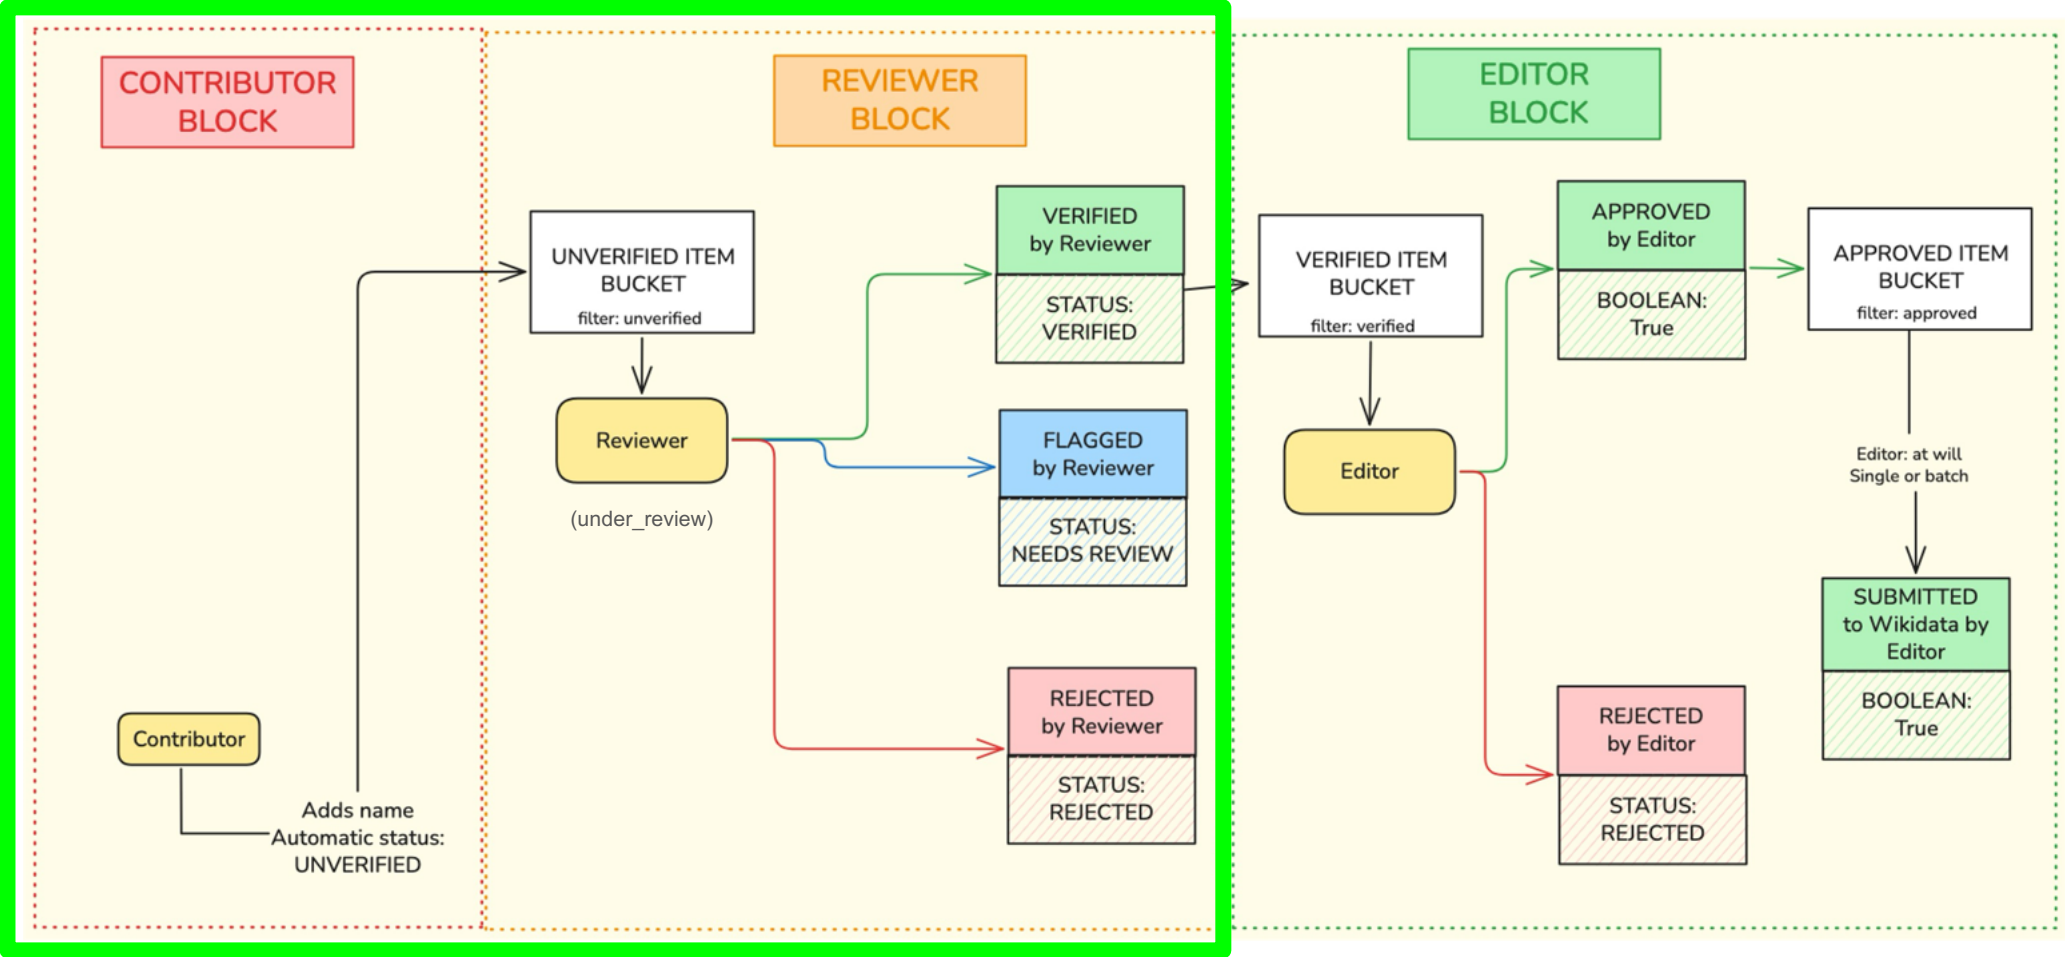 CONTRIBUTOR
BLOCK
REVIEWER
BLOCK
EDITOR
BLOCK
UNVERIFIED ITEM
BUCKET
filter: unverified
Reviewer
(under_review)
VERIFIED
by Reviewer
STATUS:
VERIFIED
FLAGGED
by Reviewer
STATUS:
NEEDS REVIEW
REJECTED
by Reviewer
STATUS:
REJECTED
Contributor
Adds name
Automatic status:
UNVERIFIED
VERIFIED ITEM
BUCKET
filter: verified
Editor
APPROVED
by Editor
BOOLEAN:
True
REJECTED
by Editor
STATUS:
REJECTED
APPROVED ITEM
BUCKET
filter: approved
Editor: at will
Single or batch
SUBMITTED
to Wikidata by
Editor
BOOLEAN:
True